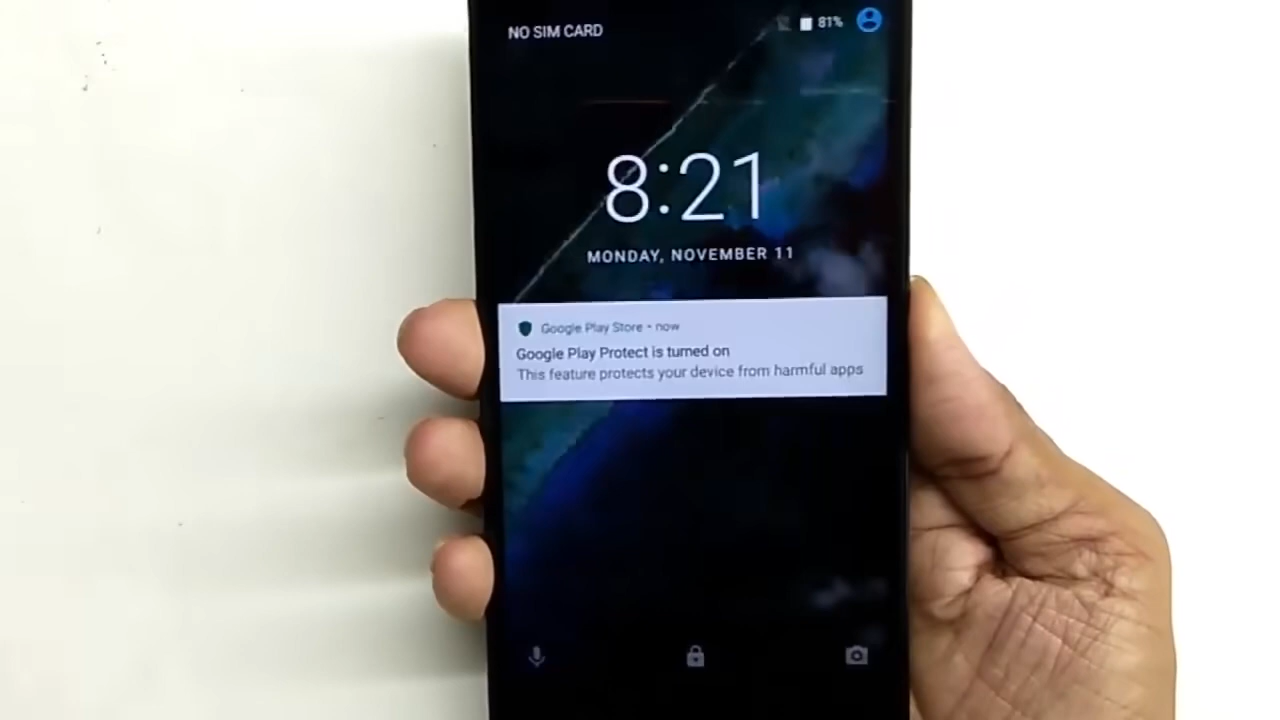 NO SIM CARD
81%
8:21
MONDAY, NOVEMBER 11
Google Play Store • now
Google Play Protect is turned on
This feature protects your device from harmful apps